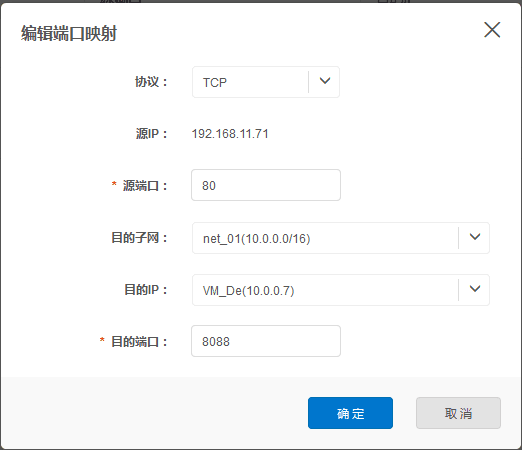 编辑端口映射
协议： TCP
源IP： 192.168.11.71
* 源端口： 80
目的子网： net_01(10.0.0.0/16)
目的IP： VM_De(10.0.0.7)
* 目的端口： 8088
确定 取消